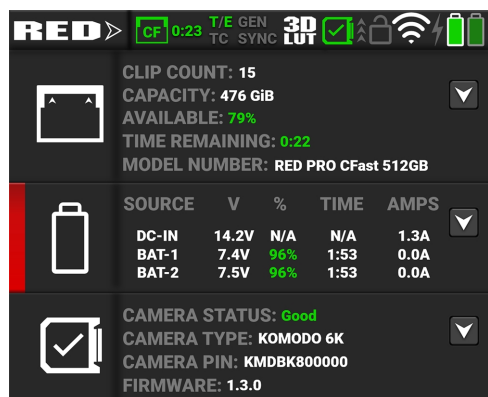 RED
CF 0:23 T/E GEN 3D
TC SYNC LUT
CLIP COUNT: 15
CAPACITY: 476 GiB
AVAILABLE: 79%
TIME REMAINING: 0:22
MODEL NUMBER: RED PRO CFast 512GB
SOURCE V % TIME AMPS
DC-IN 14.2V N/A N/A 1.3A
BAT-1 7.4V 96% 1:53 0.0A
BAT-2 7.5V 96% 1:53 0.0A
CAMERA STATUS: Good
CAMERA TYPE: KOMODO 6K
CAMERA PIN: KMDBK800000
FIRMWARE: 1.3.0